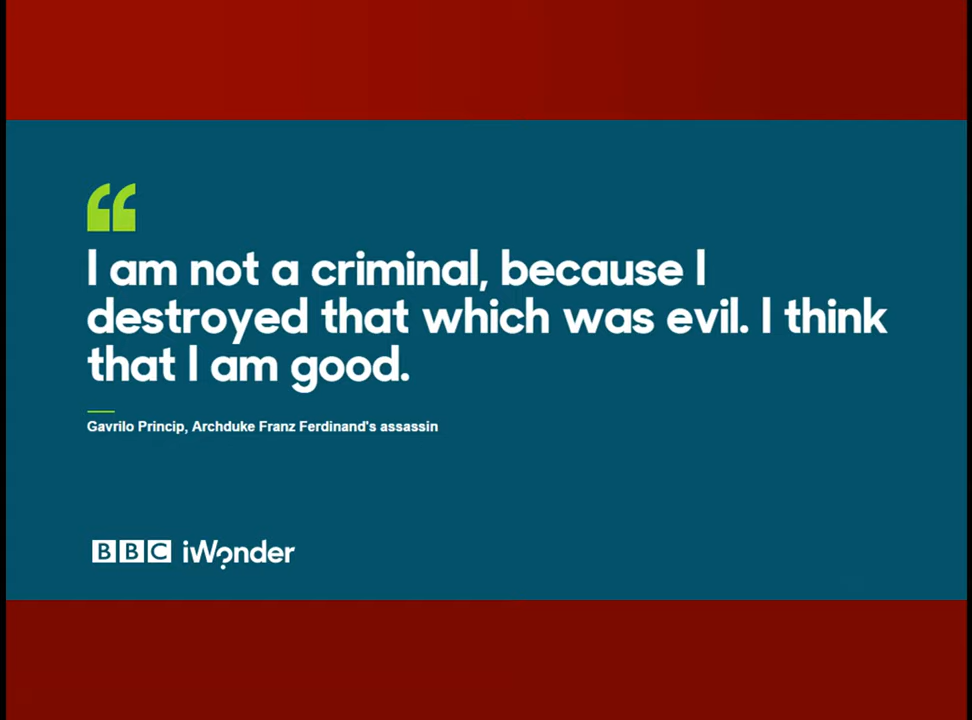 I am not a criminal, because I
destroyed that which was evil. I think
that I am good.
Gavrilo Princip, Archduke Franz Ferdinand's assassin
BBC iWonder